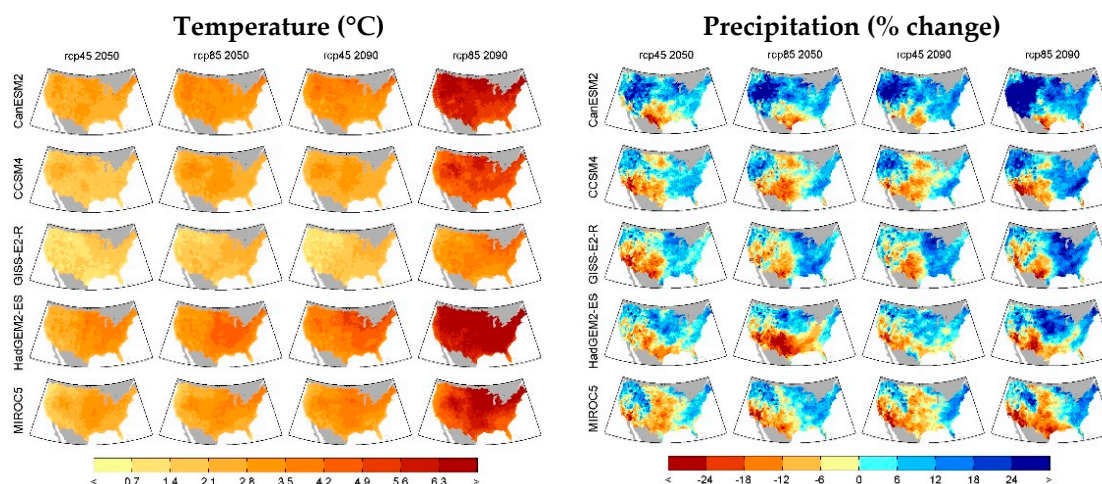 Temperature (°C)
rcp45 2050 rcp85 2050 rcp45 2090 rcp85 2090
CanESM2
CCSM4
GISS-E2-R
HadGEM2-ES
MIROC5
< 0.7 1.4 2.1 2.8 3.5 4.2 4.9 5.6 6.3 >
Precipitation (% change)
rcp45 2050 rcp85 2050 rcp45 2090 rcp85 2090
CanESM2
CCSM4
GISS-E2-R
HadGEM2-ES
MIROC5
< -24 -18 -12 -6 0 6 12 18 24 >